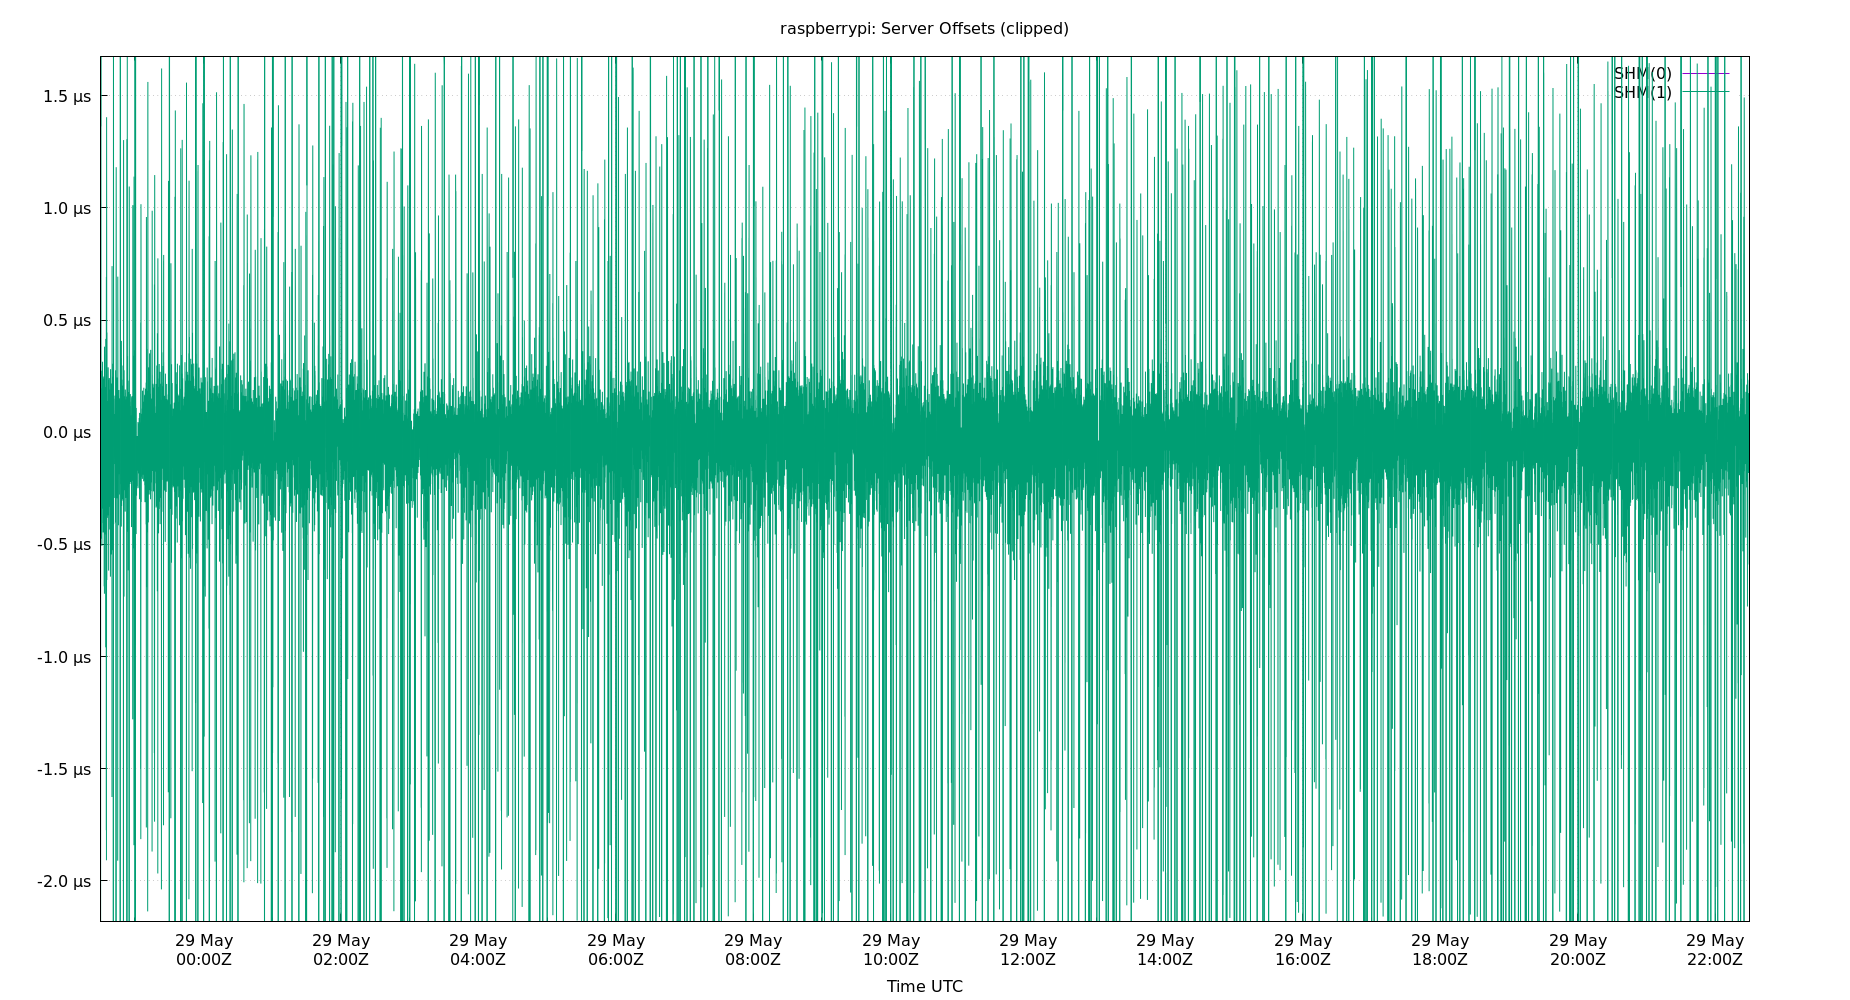 raspberrypi: Server Offsets (clipped)
SHM(0)
SHM(1)
1.5 µs
1.0 µs
0.5 µs
0.0 µs
-0.5 µs
-1.0 µs
-1.5 µs
-2.0 µs
29 May 29 May 29 May 29 May 29 May 29 May 29 May 29 May 29 May 29 May 29 May 29 May
00:00Z 02:00Z 04:00Z 06:00Z 08:00Z 10:00Z 12:00Z 14:00Z 16:00Z 18:00Z 20:00Z 22:00Z
Time UTC